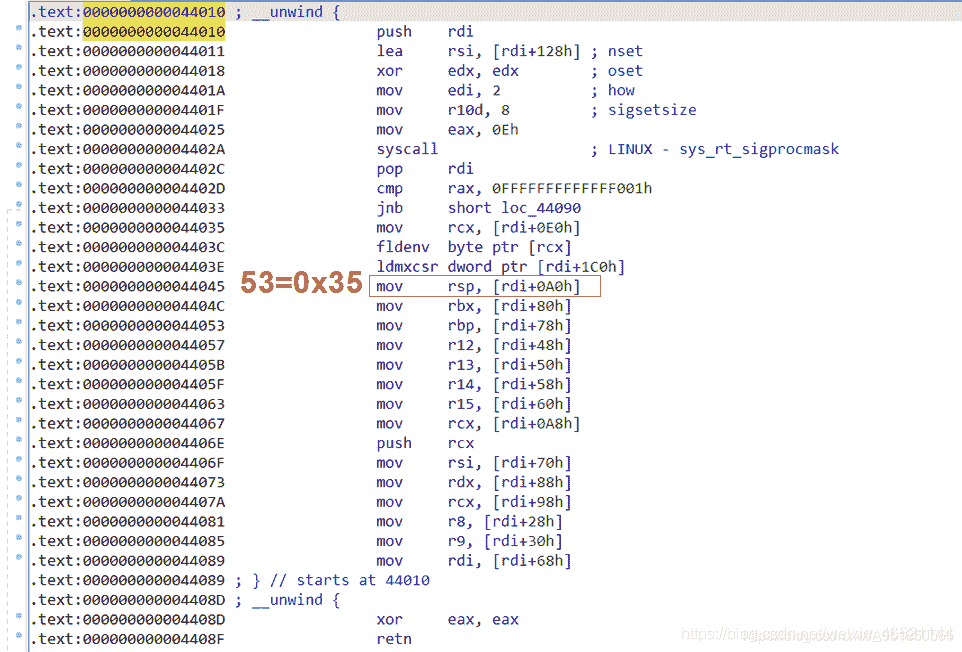 .text:0000000000044010 ; __unwind {
.text:0000000000044010 push rdi
.text:0000000000044011 lea rsi, [rdi+128h] ; nset
.text:0000000000044018 xor edx, edx ; oset
.text:000000000004401A mov edi, 2 ; how
.text:000000000004401F mov r10d, 8 ; sigsetsize
.text:0000000000044025 mov eax, 0Eh
.text:000000000004402A syscall ; LINUX - sys_rt_sigprocmask
.text:000000000004402C pop rdi
.text:000000000004402D cmp rax, 0FFFFFFFFFFFFF001h
.text:0000000000044033 jnb short loc_44090
.text:0000000000044035 mov rcx, [rdi+0E0h]
.text:000000000004403C fldenv byte ptr [rcx]
.text:000000000004403E ldmxcsr dword ptr [rdi+1C0h]
.text:0000000000044045 53=0x35 mov rsp, [rdi+0A0h]
.text:000000000004404C mov rbx, [rdi+80h]
.text:0000000000044053 mov rbp, [rdi+78h]
.text:0000000000044057 mov r12, [rdi+48h]
.text:000000000004405B mov r13, [rdi+50h]
.text:000000000004405F mov r14, [rdi+58h]
.text:0000000000044063 mov r15, [rdi+60h]
.text:0000000000044067 mov rcx, [rdi+0A8h]
.text:000000000004406E push rcx
.text:000000000004406F mov rsi, [rdi+70h]
.text:0000000000044073 mov rdx, [rdi+88h]
.text:000000000004407A mov rcx, [rdi+98h]
.text:0000000000044081 mov r8, [rdi+28h]
.text:0000000000044085 mov r9, [rdi+30h]
.text:0000000000044089 mov rdi, [rdi+68h]
.text:0000000000044089 ; } // starts at 44010
.text:000000000004408D ; __unwind {
.text:000000000004408D xor eax, eax
.text:000000000004408F retn